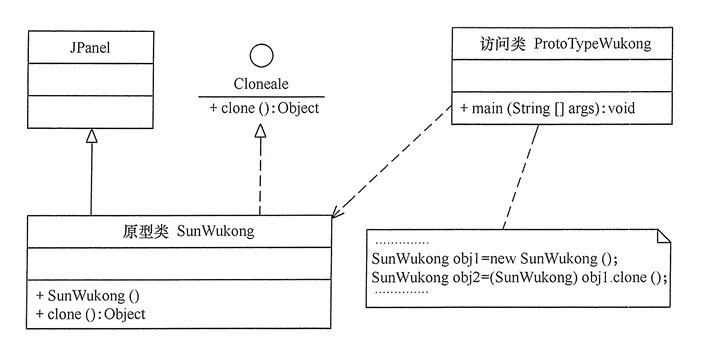 JPanel
Cloneale
+ clone ():Object
访问类 ProtoTypeWukong
+ main (String [] args):void
原型类 SunWukong
+ SunWukong ()
+ clone ():Object
..............
SunWukong obj1=new SunWukong ();
SunWukong obj2=(SunWukong) obj1.clone ();
..............